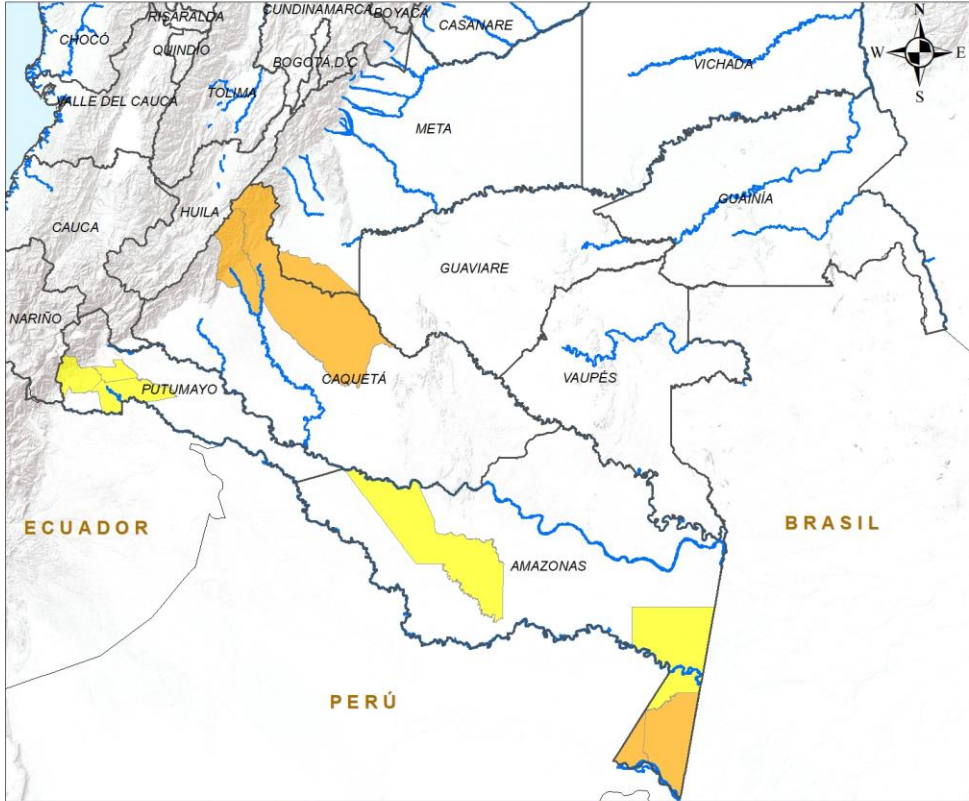 CUNDINAMARCA
BOYACÁ
RISARALDA
CASANARE
N
CHOCÓ
QUINDÍO
BOGOTÁ, D.C
W
E
VICHADA
S
VALLE DEL CAUCA
TOLIMA
META
HUILA
GUAINÍA
CAUCA
GUAVIARE
NARIÑO
CAQUETÁ
VAUPÉS
PUTUMAYO
ECUADOR
BRASIL
AMAZONAS
PERÚ